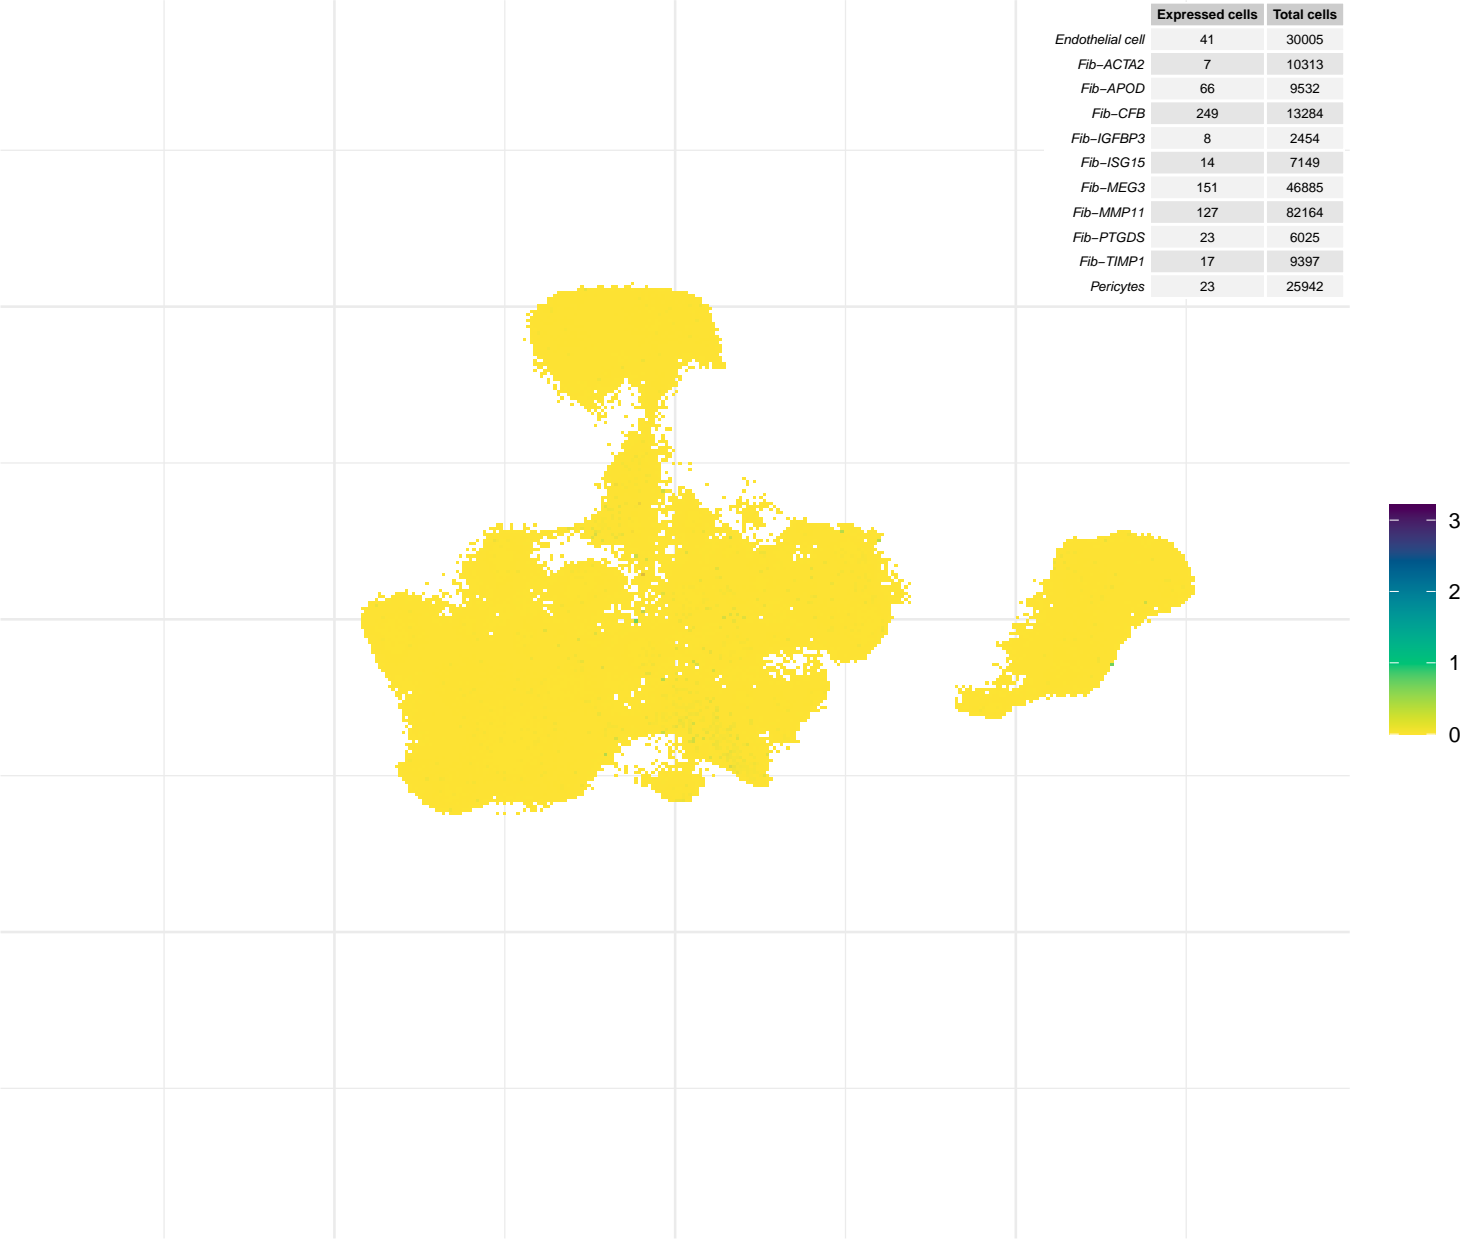 Expressed cells Total cells
Endothelial cell 41 30005
Fib−ACTA2 7 10313
Fib−APOD 66 9532
Fib−CFB 249 13284
Fib−IGFBP3 8 2454
Fib−ISG15 14 7149
Fib−MEG3 151 46885
Fib−MMP11 127 82164
Fib−PTGDS 23 6025
Fib−TIMP1 17 9397
Pericytes 23 25942
3
2
1
0